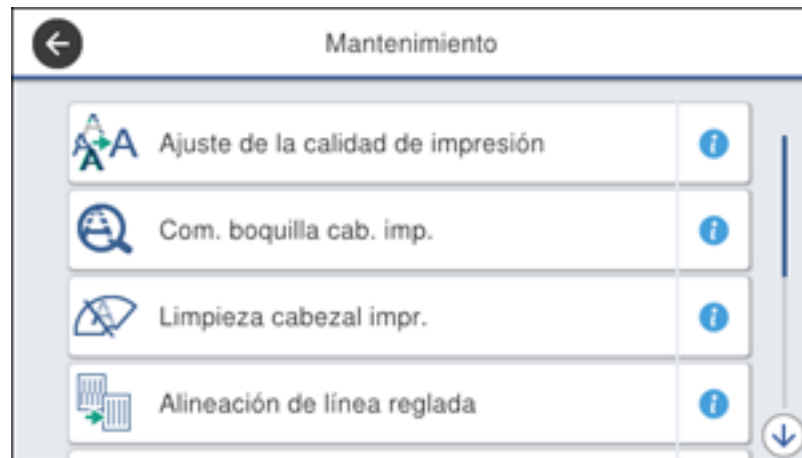 Mantenimiento
Ajuste de la calidad de impresión
Com. boquilla cab. imp.
Limpieza cabezal impr.
Alineación de línea reglada